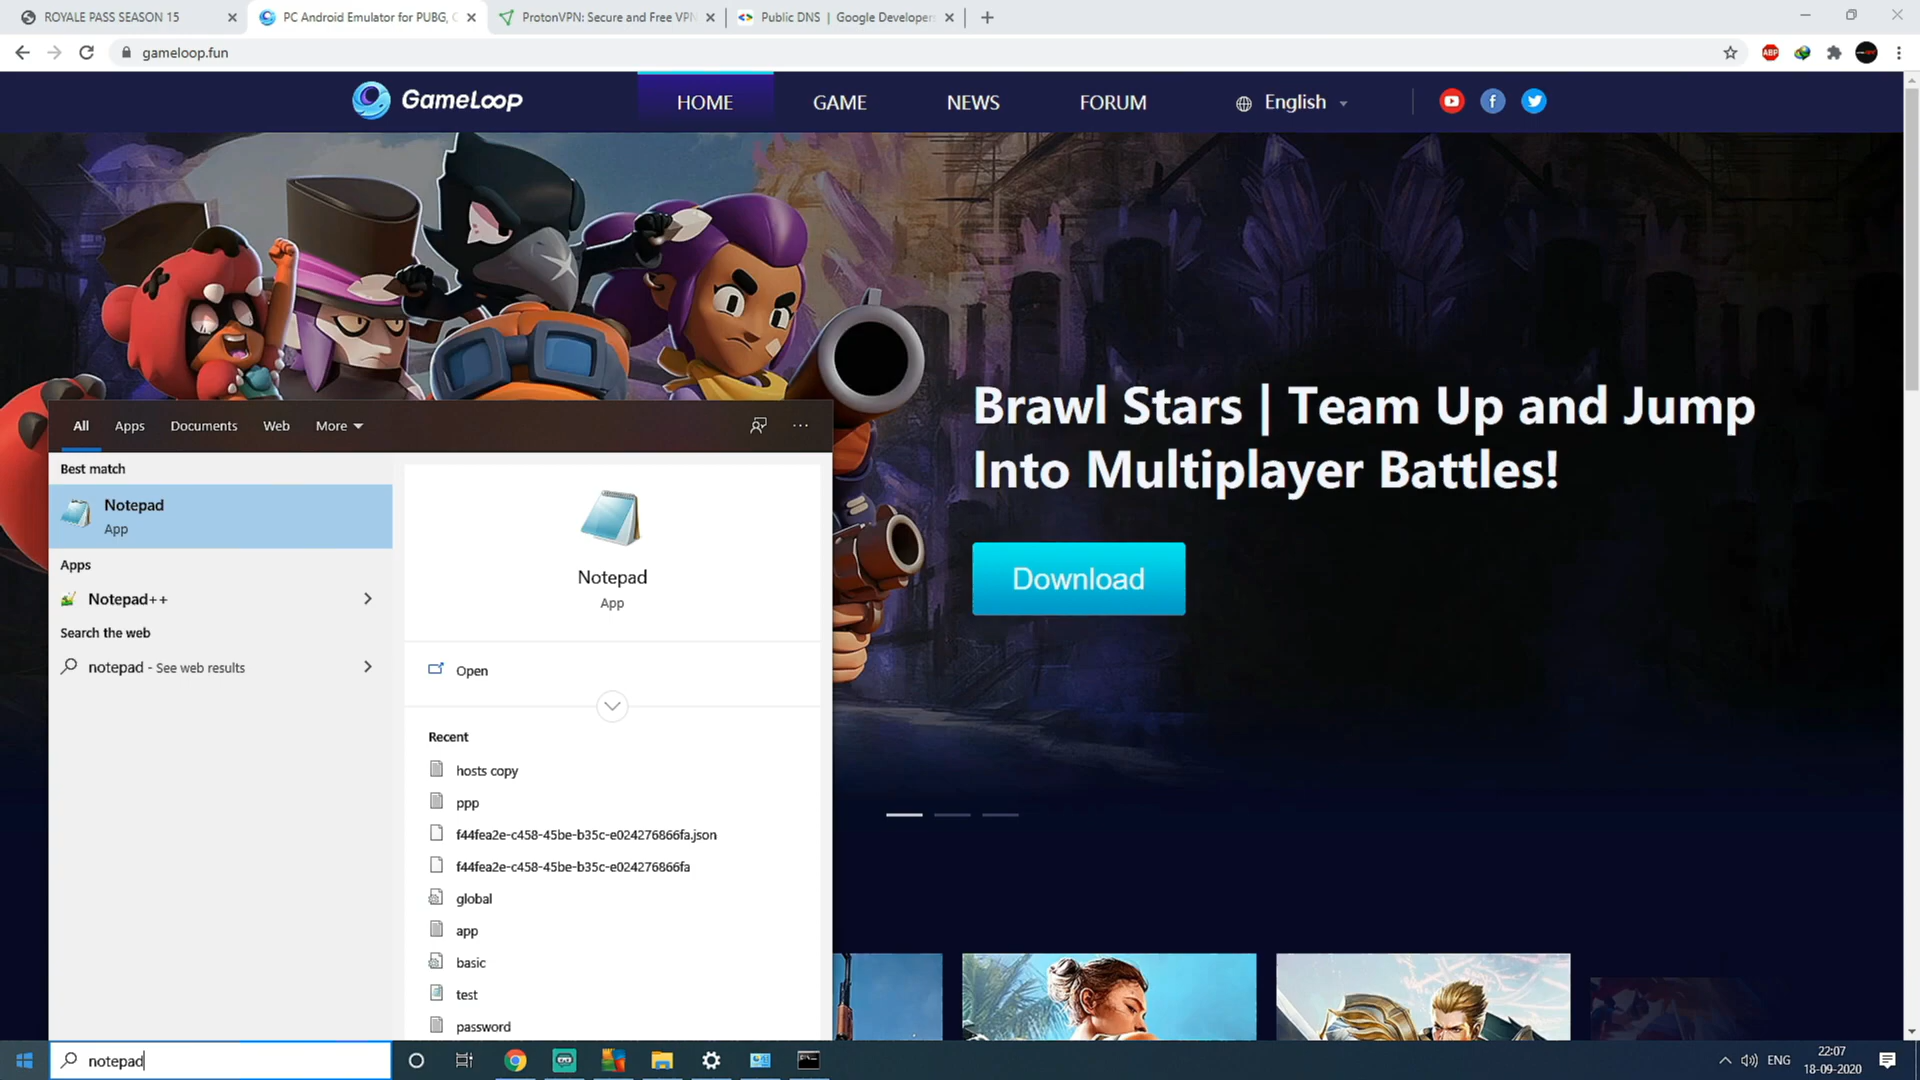 ROYALE PASS SEASON 15
PC Android Emulator for PUBG, C
ProtonVPN: Secure and Free VPN
Public DNS | Google Developers
gameloop.fun
ABP
GameLoop
HOME
GAME
NEWS
FORUM
English
Brawl Stars | Team Up and Jump
Into Multiplayer Battles!
Download
All
Apps
Documents
Web
More
Best match
Notepad
App
Apps
Notepad++
Search the web
notepad - See web results
Notepad
App
Open
Recent
hosts copy
ppp
f44fea2e-c458-45be-b35c-e024276866fa.json
f44fea2e-c458-45be-b35c-e024276866fa
global
app
basic
test
password
notepad
ENG
22:07
18-09-2020